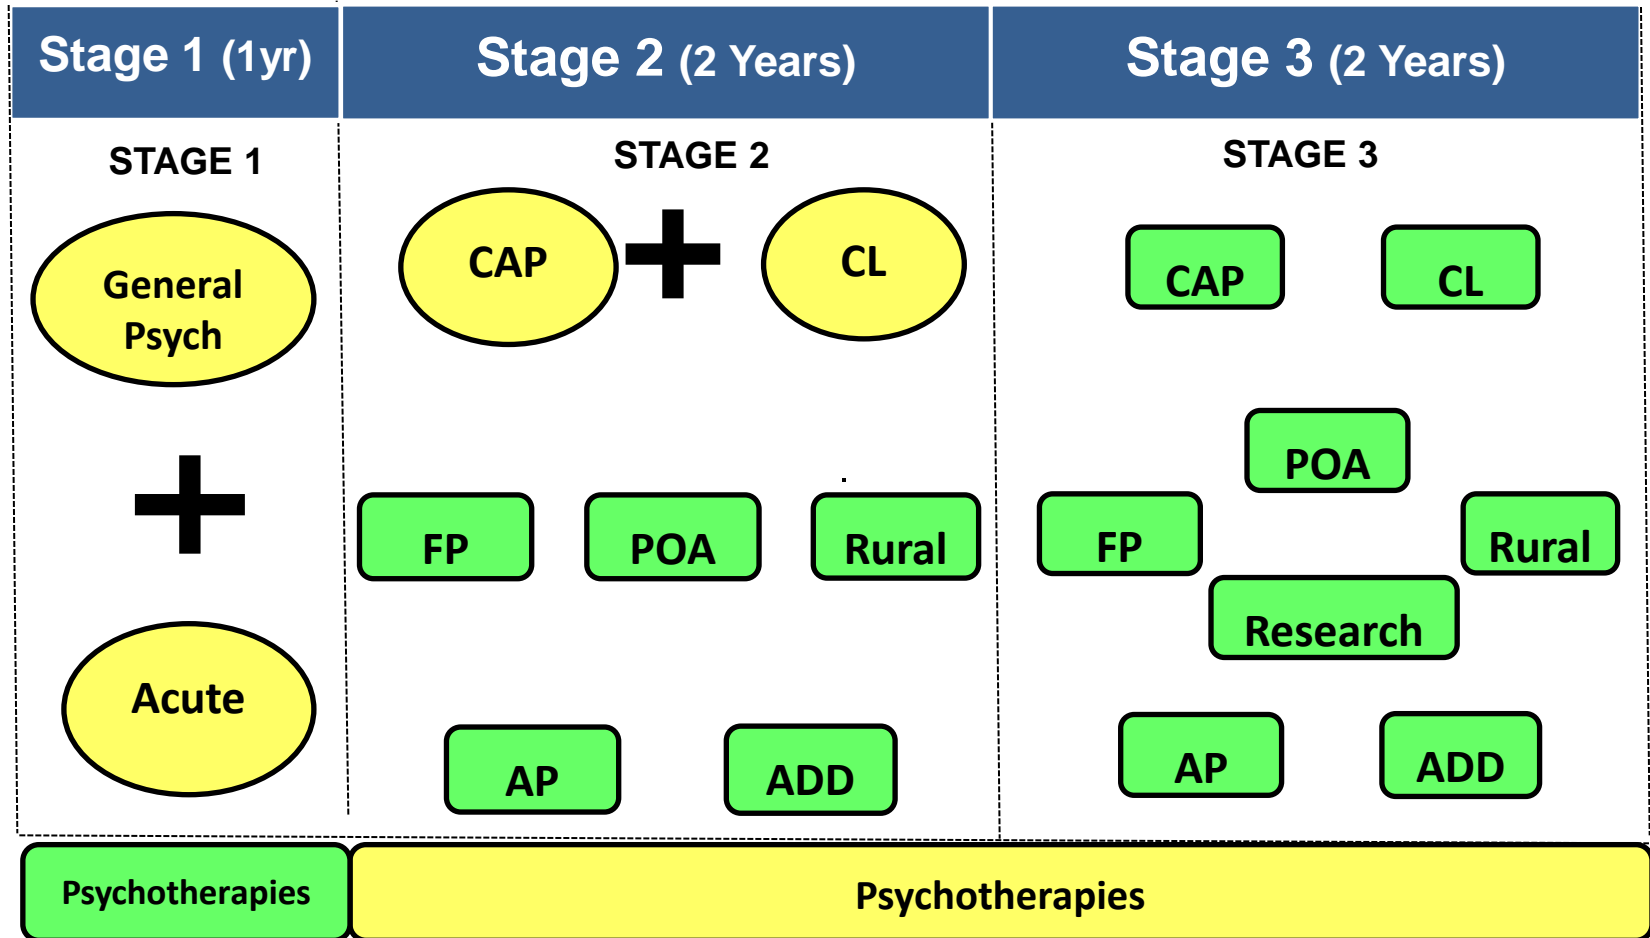 Stage 1 (1yr)
Stage 2 (2 Years)
Stage 3 (2 Years)
STAGE 1
STAGE 2
STAGE 3
General
Psych
Acute
CAP
CL
FP
POA
Rural
AP
ADD
CAP
CL
POA
FP
Rural
Research
AP
ADD
Psychotherapies
Psychotherapies